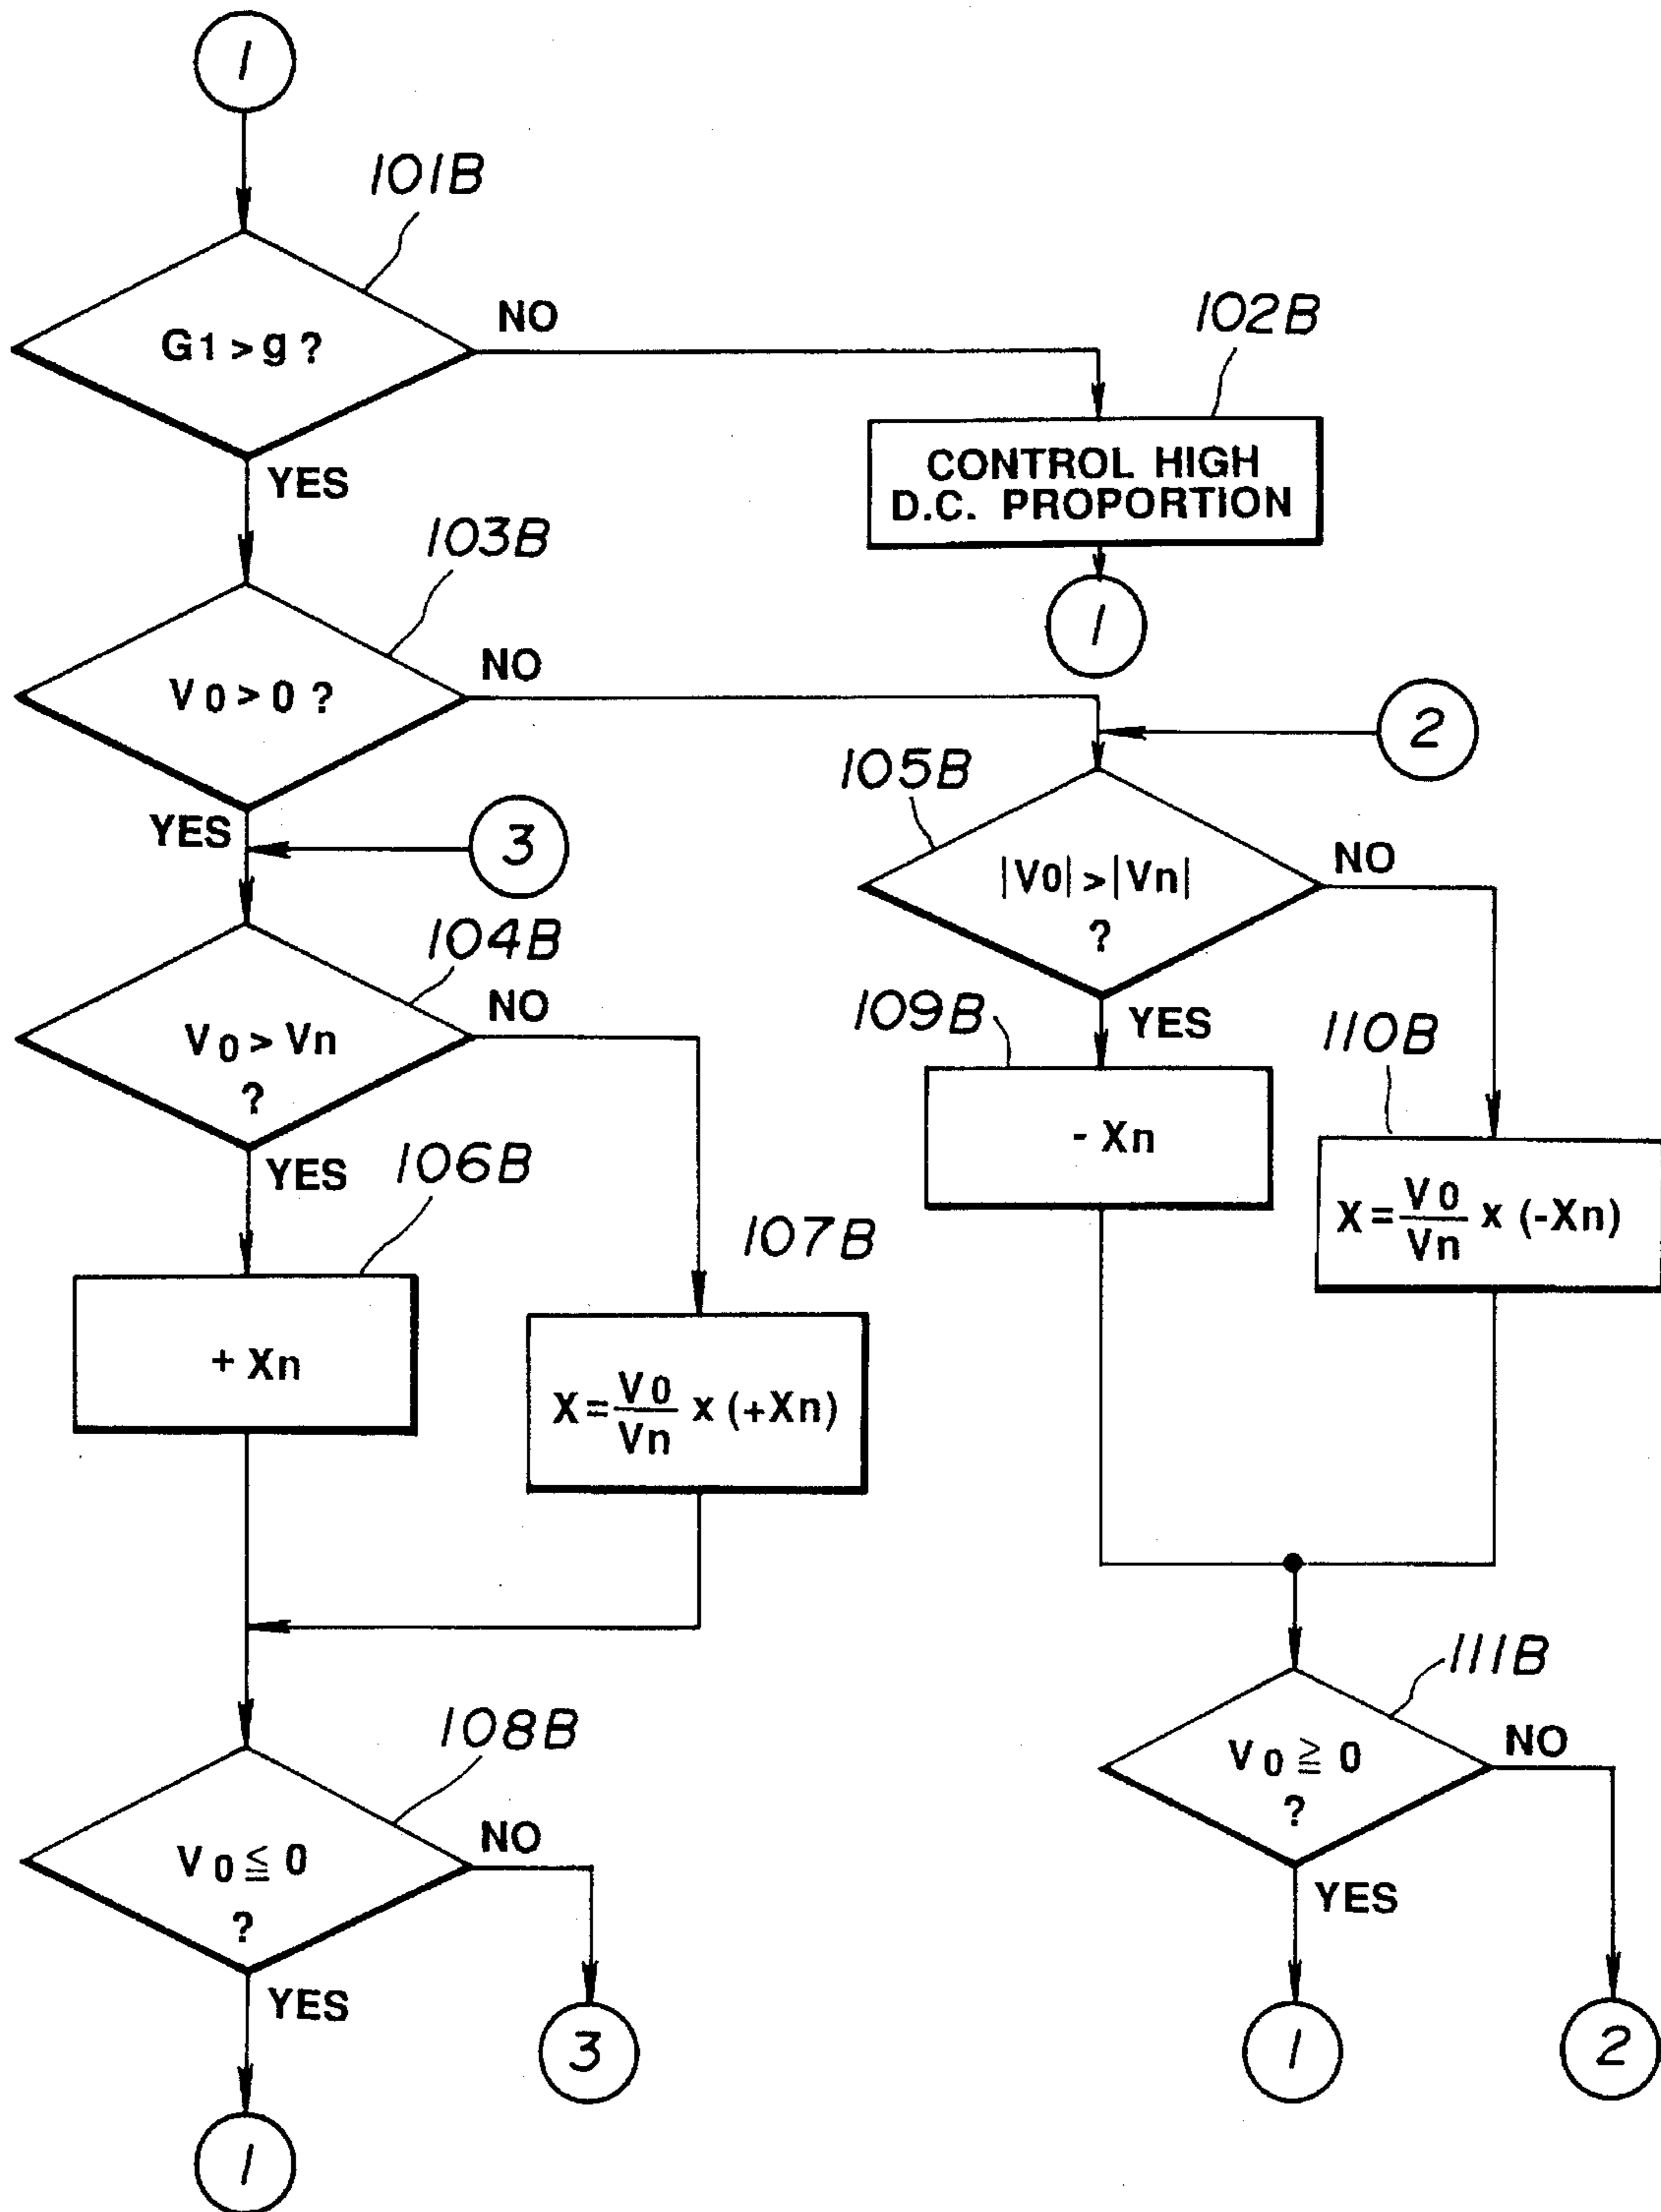 1
101B
G1 > g ?
NO
102B
CONTROL HIGH
D.C. PROPORTION
1
YES
103B
V0 > 0 ?
NO
2
YES
3
105B
|V0| > |Vn|
?
NO
104B
V0 > Vn
?
NO
109B
YES
110B
- Xn
X = V0/Vn x (-Xn)
YES
106B
107B
+ Xn
X = V0/Vn x (+Xn)
108B
V0 ≦ 0
?
NO
111B
V0 ≧ 0
?
NO
YES
3
YES
1
2
1